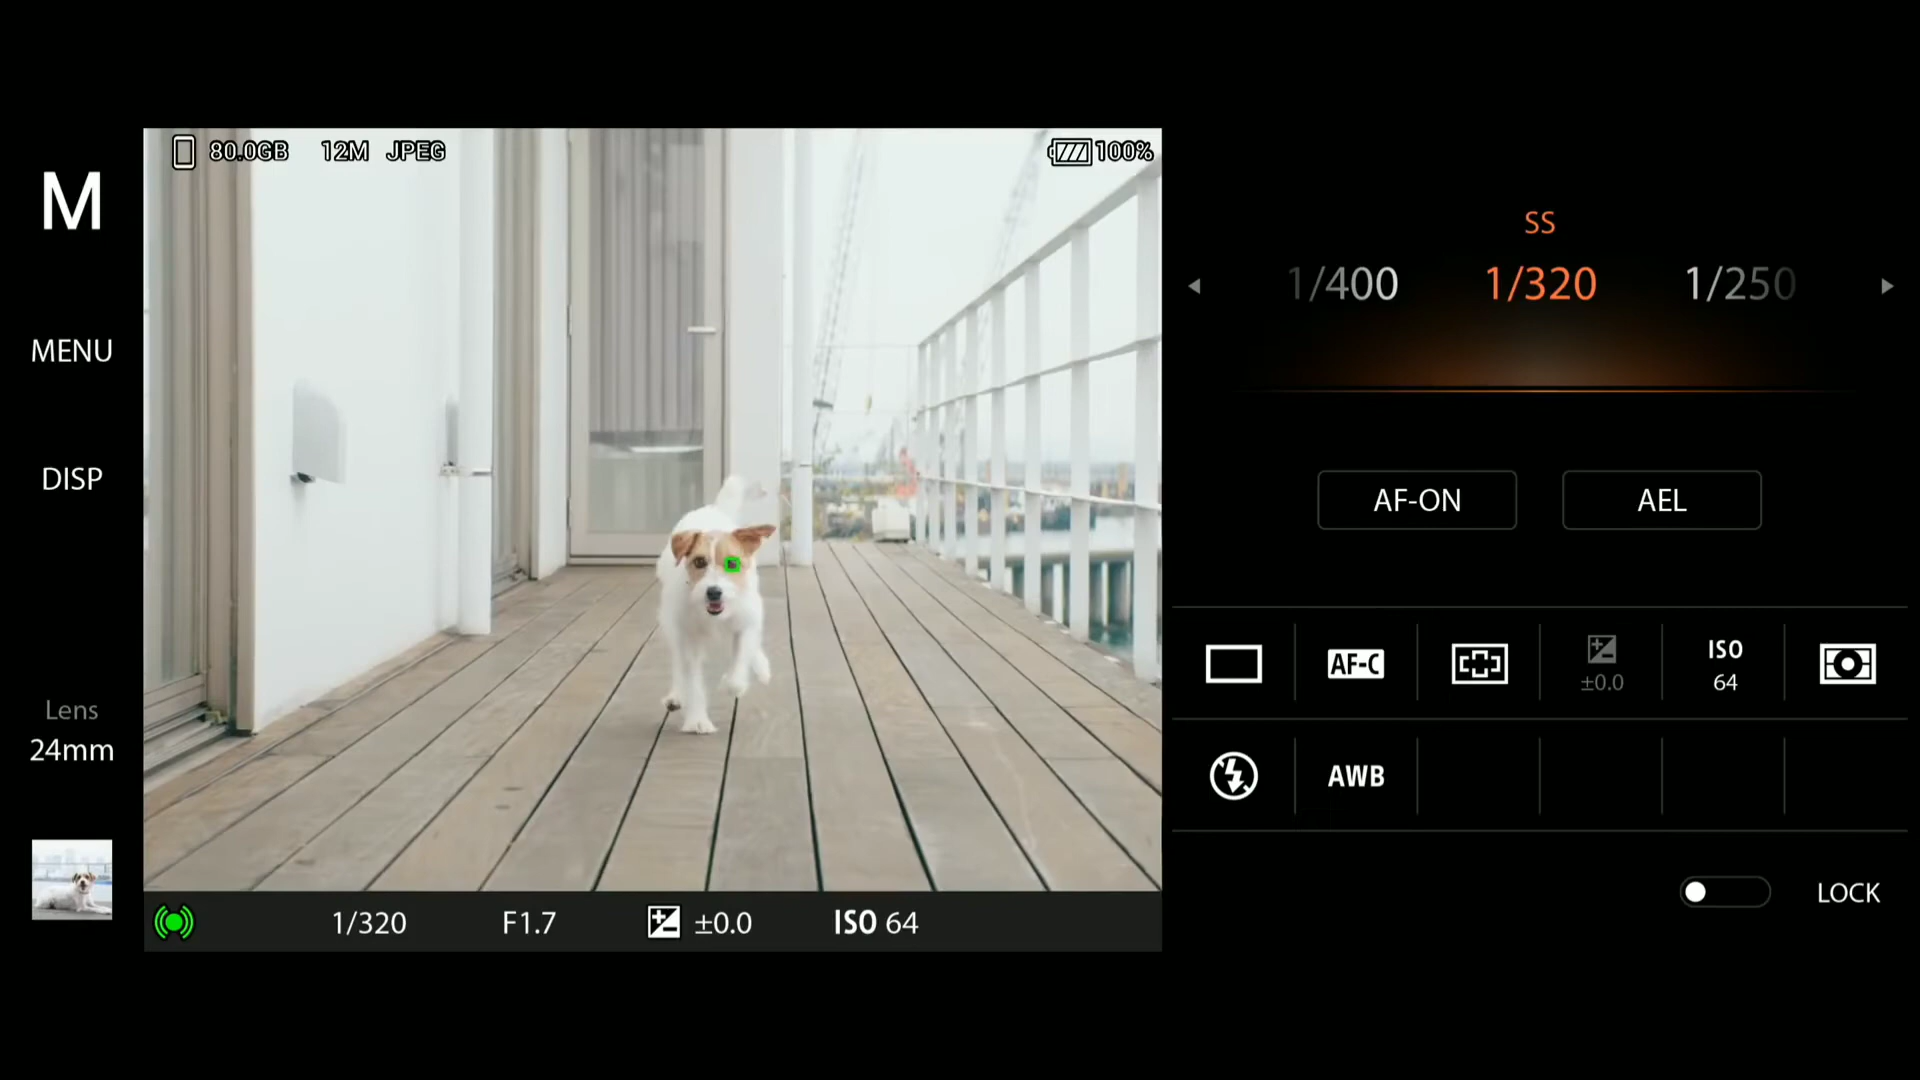 80.0GB 12M JPEG 100%
M
MENU
DISP
Lens
24mm
1/320 F1.7 ±0.0 ISO 64
SS
1/400 1/320 1/250
AF-ON AEL
AF-C ±0.0 ISO 64
AWB
LOCK